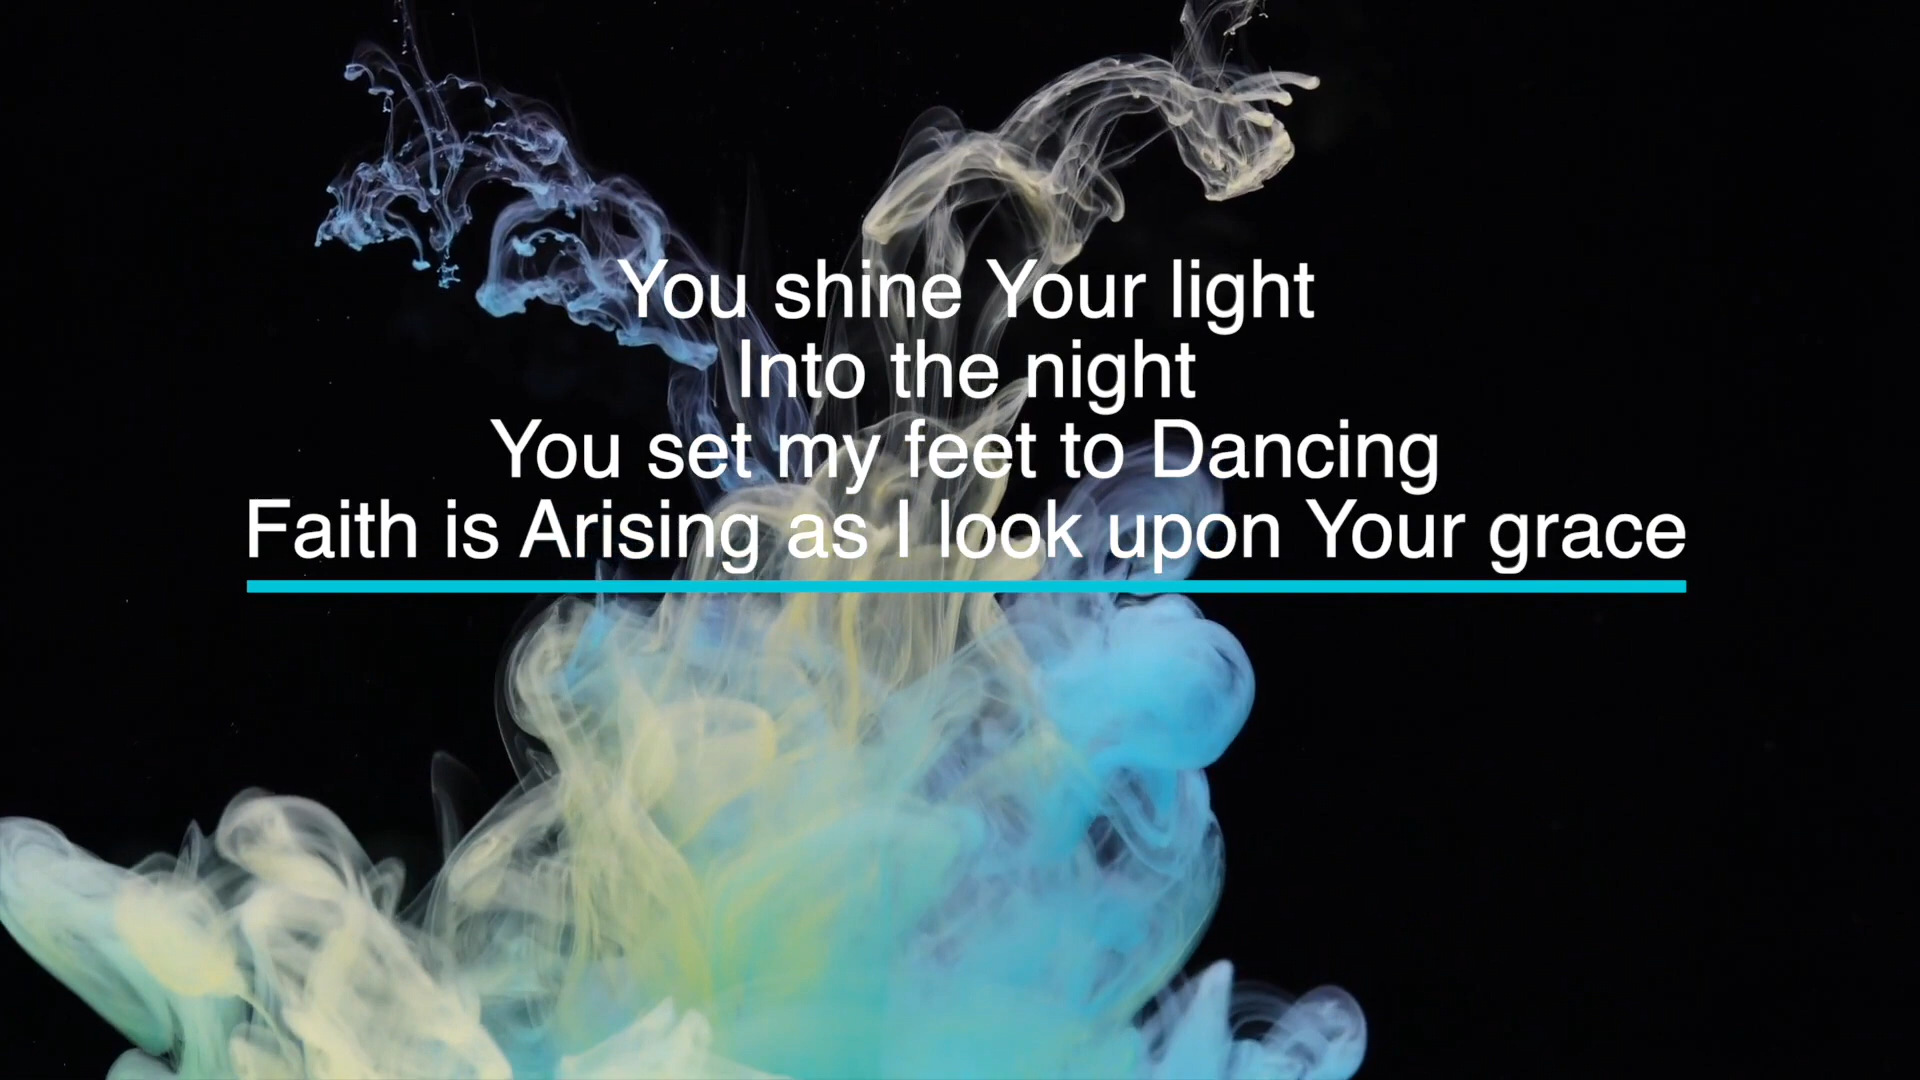 You shine Your light
Into the night
You set my feet to Dancing
Faith is Arising as I look upon Your grace